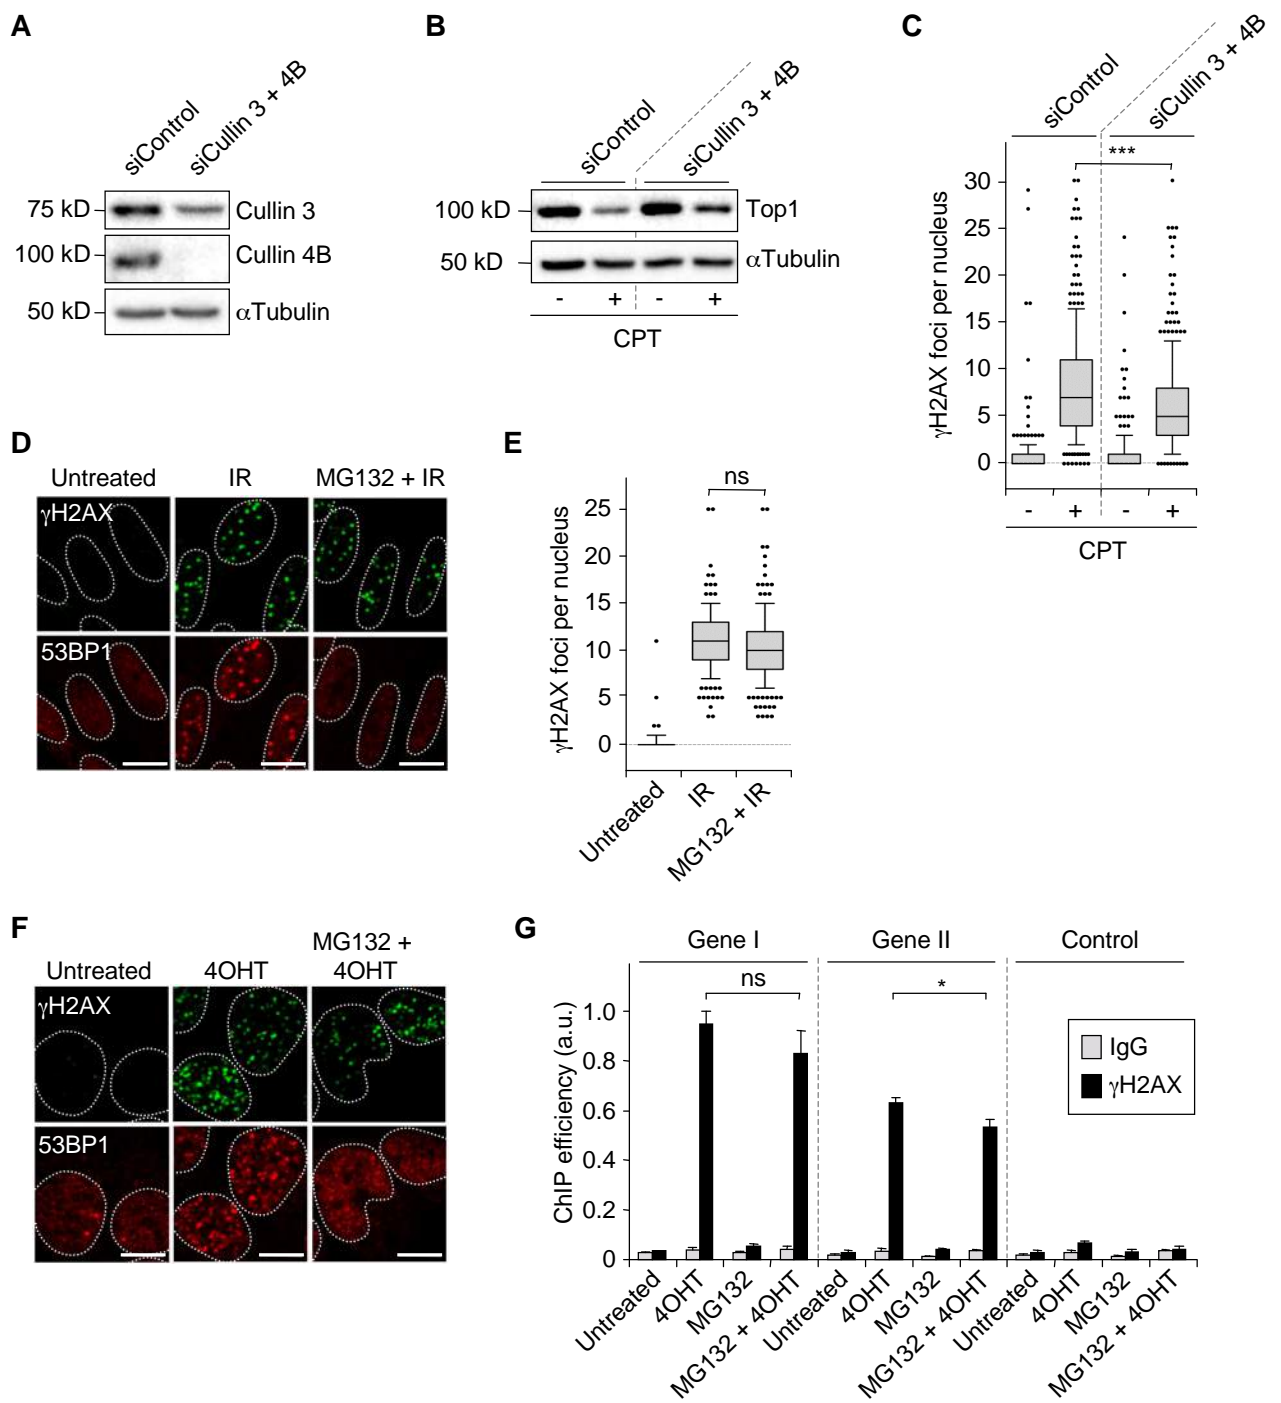 A
siControl
siCullin 3 + 4B
75 kD
Cullin 3
100 kD
Cullin 4B
50 kD
αTubulin
B
siControl
siCullin 3 + 4B
100 kD
Top1
50 kD
αTubulin
- + - +
CPT
C
siControl
siCullin 3 + 4B
***
γH2AX foci per nucleus
30
25
20
15
10
5
0
- + - +
CPT
D
Untreated IR MG132 + IR
γH2AX
53BP1
E
ns
γH2AX foci per nucleus
25
20
15
10
5
0
Untreated
IR
MG132 + IR
F
MG132 +
Untreated 4OHT 4OHT
γH2AX
53BP1
G
Gene I Gene II Control
ns
*
ChIP efficiency (a.u.)
1.0
0.8
0.6
0.4
0.2
0
IgG
γH2AX
Untreated
4OHT
MG132
MG132 + 4OHT
Untreated
4OHT
MG132
MG132 + 4OHT
Untreated
4OHT
MG132
MG132 + 4OHT